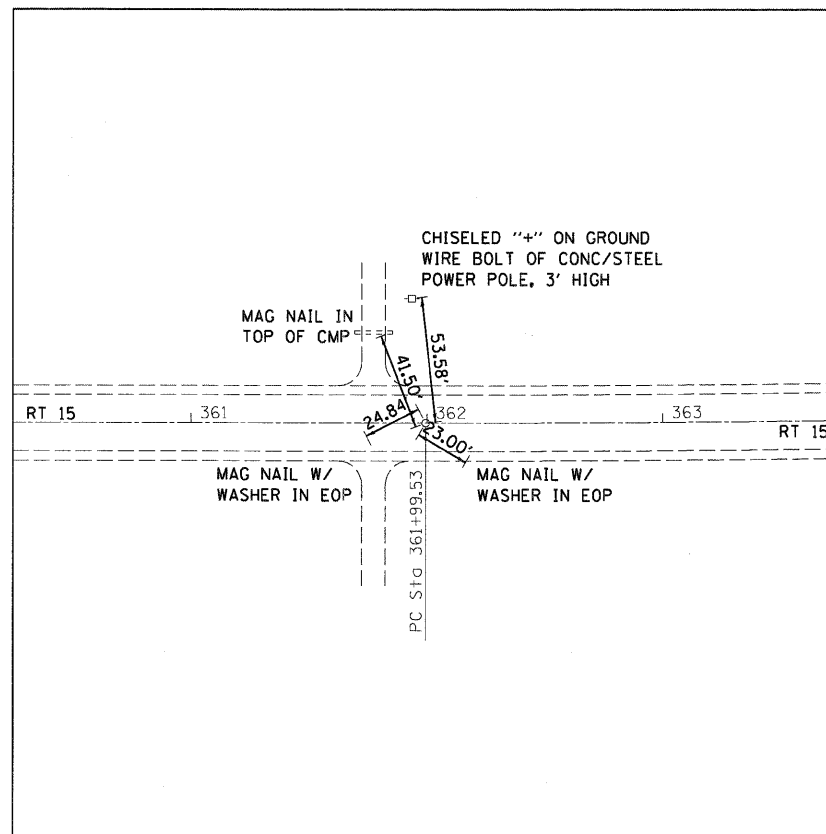 CHISELED "+" ON GROUND
WIRE BOLT OF CONC/STEEL
POWER POLE, 3' HIGH
MAG NAIL IN
TOP OF CMP
53.58'
41.50'
24.84'
23.00'
RT 15
361
362
363
RT 15
MAG NAIL W/
WASHER IN EOP
MAG NAIL W/
WASHER IN EOP
PC Sta 361+99.53